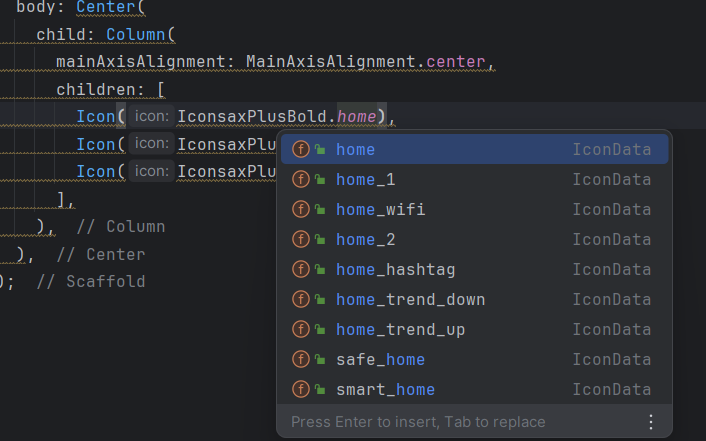 body: Center(
child: Column(
mainAxisAlignment: MainAxisAlignment.center,
children: [
Icon( icon: IconsaxPlusBold.home),
Icon( icon: IconsaxPlu
Icon( icon: IconsaxPlu
],
), // Column
), // Center
); // Scaffold
home IconData
home_1 IconData
home_wifi IconData
home_2 IconData
home_hashtag IconData
home_trend_down IconData
home_trend_up IconData
safe_home IconData
smart_home IconData
Press Enter to insert, Tab to replace